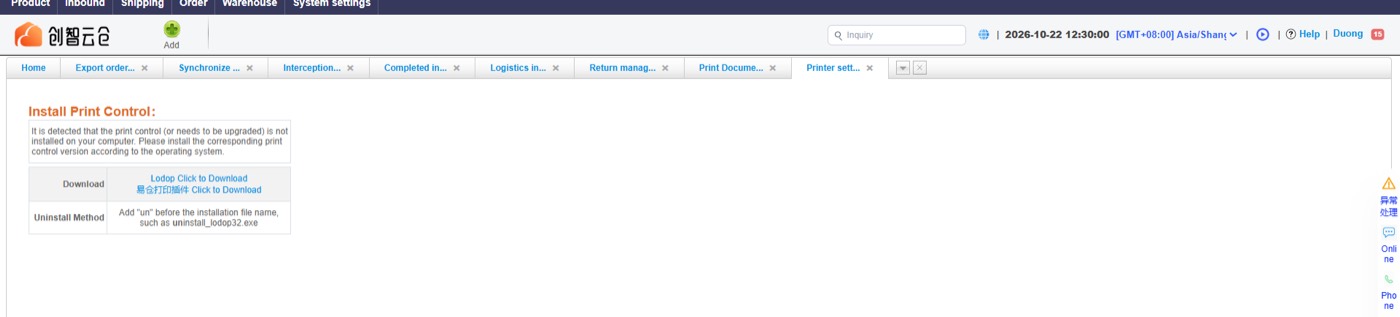 Product Inbound Shipping Order Warehouse System settings
创智云仓
Add
Inquiry
| 2026-10-22 12:30:00 [GMT+08:00] Asia/Shang | | Help | Duong 15
Home Export order... Synchronize ... Interception... Completed in... Logistics in... Return manag... Print Docume... Printer sett...
Install Print Control:
It is detected that the print control (or needs to be upgraded) is not
installed on your computer. Please install the corresponding print
control version according to the operating system.
Download
Lodop Click to Download
易仓打印插件 Click to Download
Uninstall Method
Add "un" before the installation file name,
such as uninstall_lodop32.exe
异常
处理
Onli
ne
Pho
ne